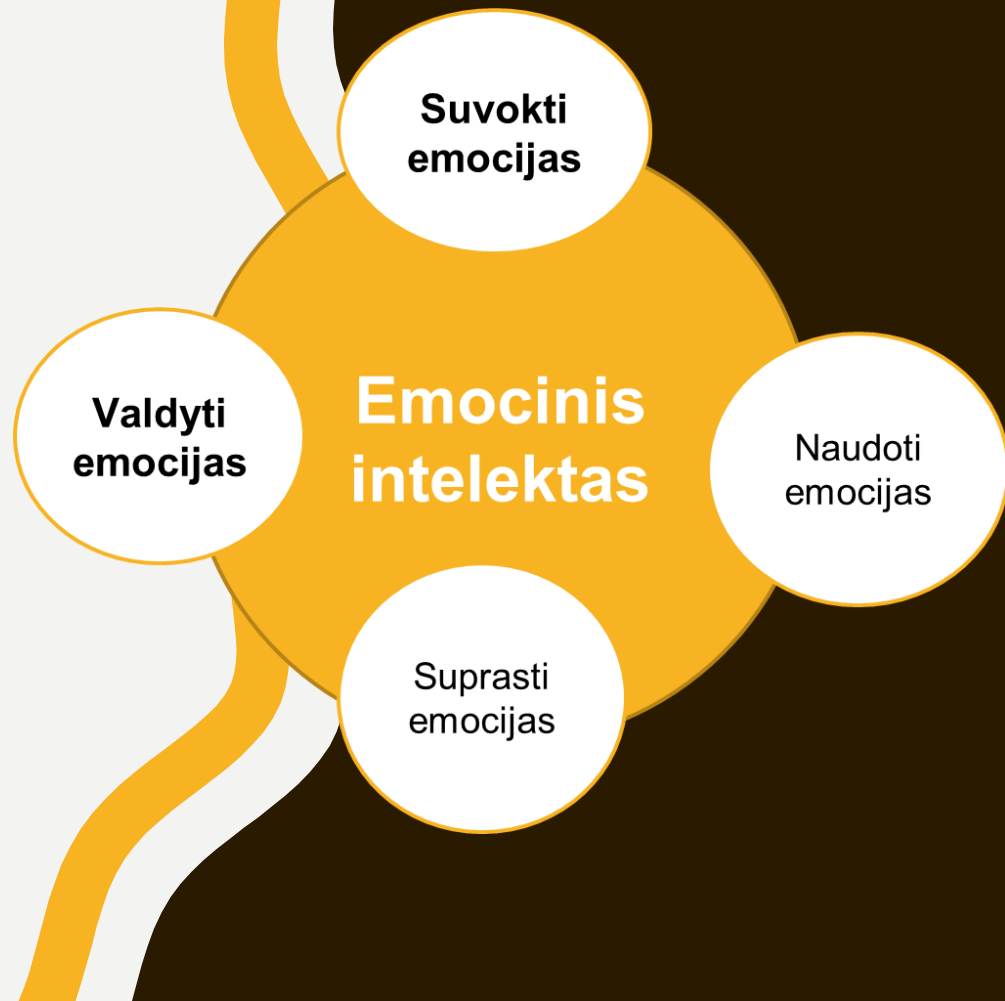 Suvokti
emocijas
Valdyti
emocijas
Emocinis
intelektas
Naudoti
emocijas
Suprasti
emocijas